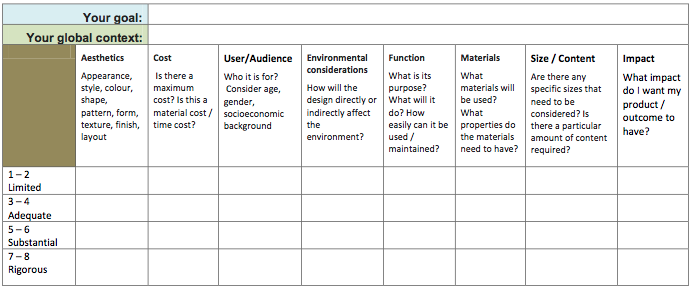 Your goal:
Your global context:
Aesthetics
Appearance,
style, colour,
shape,
pattern, form,
texture, finish,
layout
Cost
Is there a
maximum
cost? Is this a
material cost /
time cost?
User/Audience
Who it is for?
Consider age,
gender,
socioeconomic
background
Environmental
considerations
How will the
design directly or
indirectly affect
the
environment?
Function
What is its
purpose?
What will it
do? How
easily can it be
used /
maintained?
Materials
What
materials will
be used?
What
properties do
the materials
need to have?
Size / Content
Are there any
specific sizes that
need to be
considered? Is
there a particular
amount of content
required?
Impact
What impact
do I want my
product /
outcome to
have?
1 – 2
Limited
3 – 4
Adequate
5 – 6
Substantial
7 – 8
Rigorous